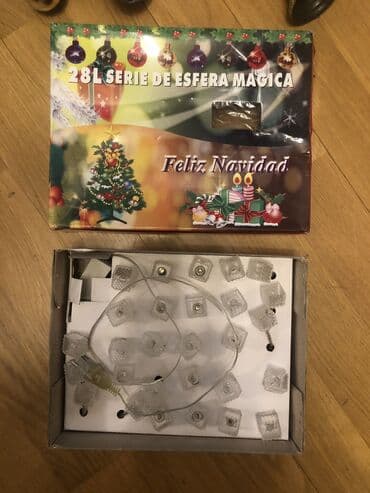 28L SERIE DE ESFERA MAGICA
Feliz Navidad